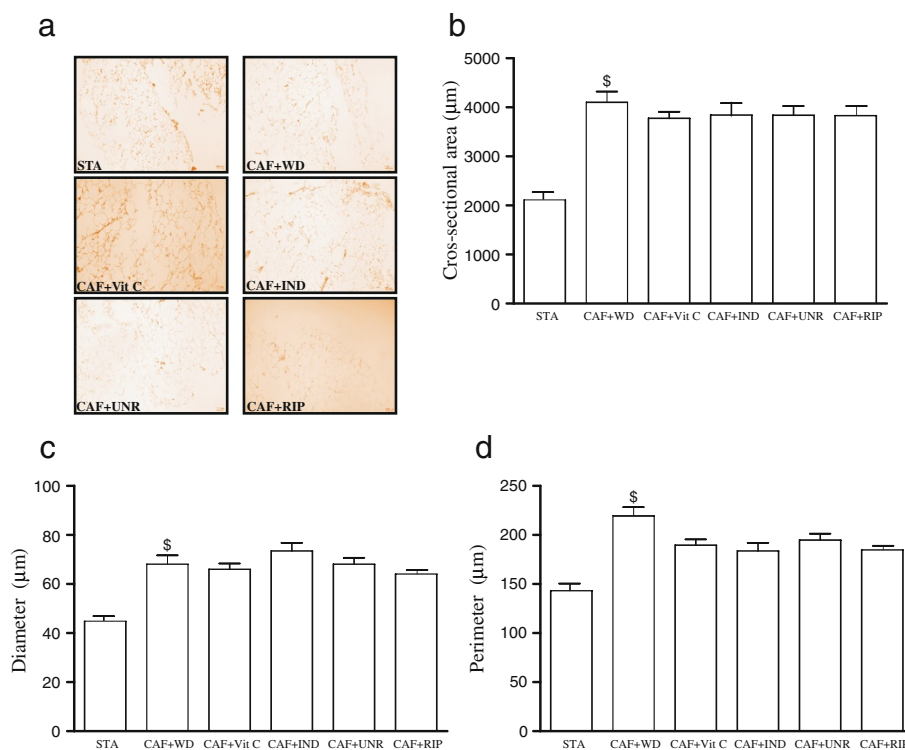 a
STA
CAF+WD
CAF+Vit C
CAF+IND
CAF+UNR
CAF+RIP
b
Cros-sectional area (μm)
5000
4000
3000
2000
1000
0
$
STA
CAF+WD
CAF+Vit C
CAF+IND
CAF+UNR
CAF+RIP
c
Diameter (μm)
100
80
60
40
20
0
$
STA
CAF+WD
CAF+Vit C
CAF+IND
CAF+UNR
CAF+RIP
d
Perimeter (μm)
250
200
150
100
50
0
$
STA
CAF+WD
CAF+Vit C
CAF+IND
CAF+UNR
CAF+RIP